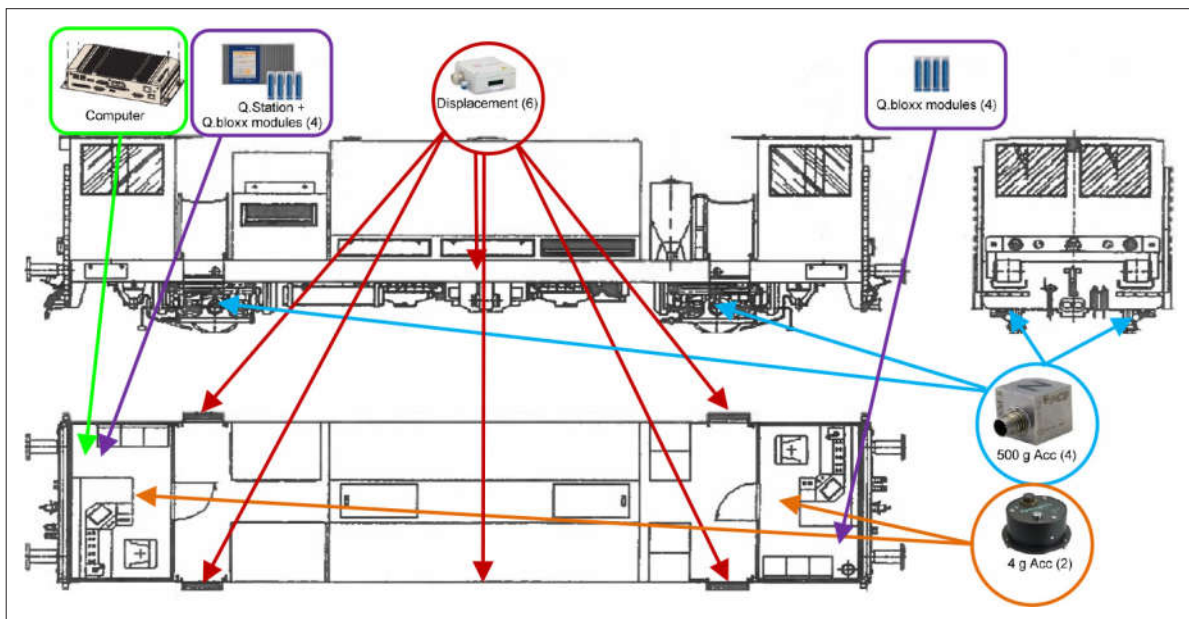 Computer
Q.Station +
Q.bloxx modules (4)
Displacement (6)
Q.bloxx modules (4)
500 g Acc (4)
4 g Acc (2)